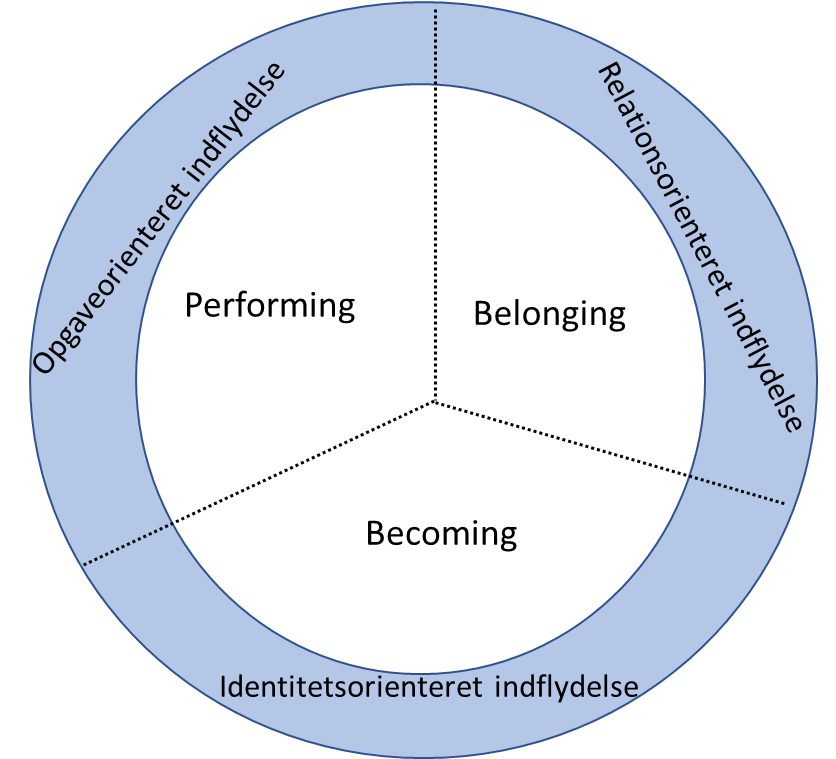 Opgaveorienteret indflydelse
Relationsorienteret indflydelse
Performing
Belonging
Becoming
Identitetsorienteret indflydelse